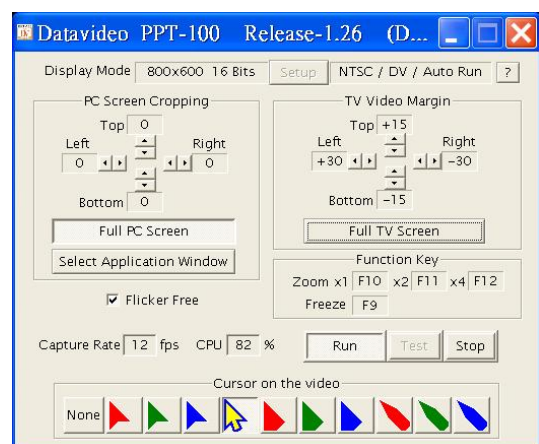 Datavideo PPT-100 Release-1.26 (D...
Display Mode 800x600 16 Bits Setup NTSC / DV / Auto Run ?
PC Screen Cropping
Top 0
Left Right
0 0
Bottom 0
Full PC Screen
Select Application Window
Flicker Free
TV Video Margin
Top +15
Left Right
+30 -30
Bottom -15
Full TV Screen
Function Key
Zoom x1 F10 x2 F11 x4 F12
Freeze F9
Capture Rate 12 fps CPU 82 % Run Test Stop
Cursor on the video
None